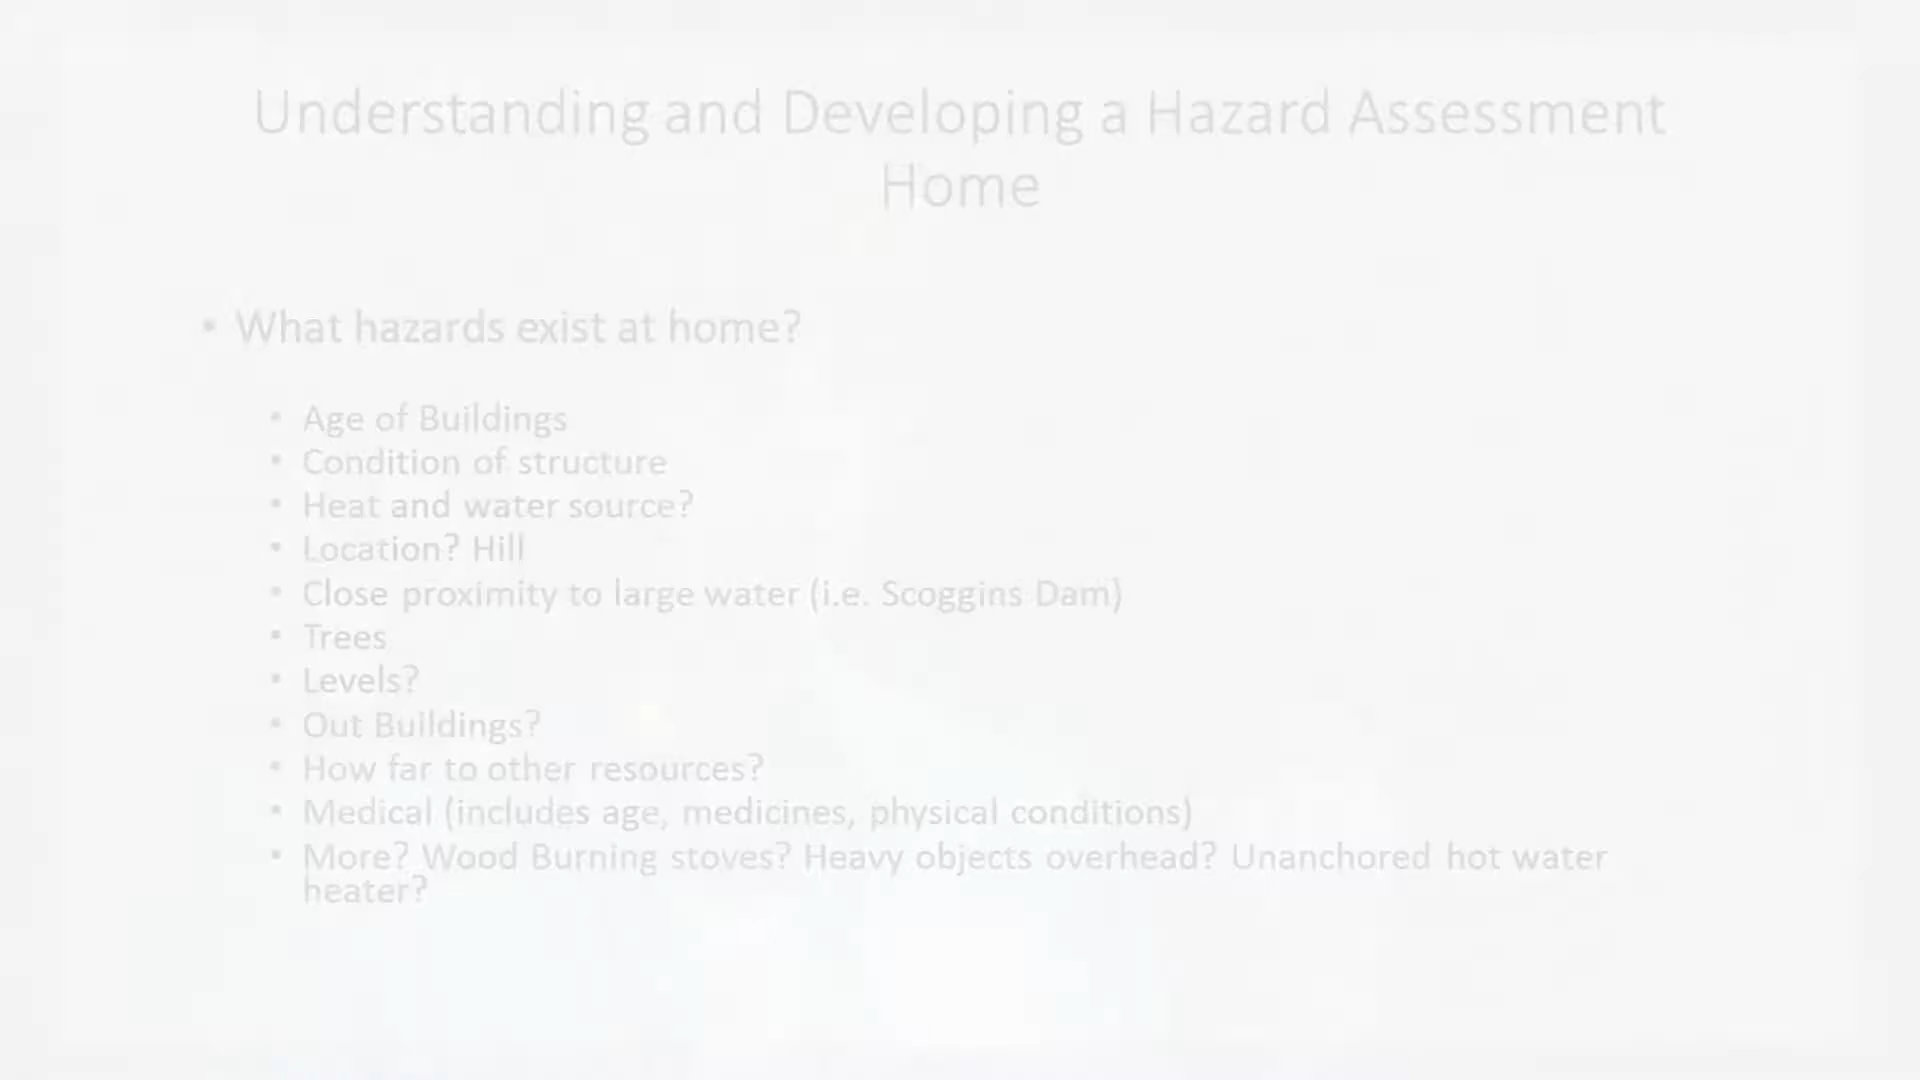 Understanding and Developing a Hazard Assessment
Home
• What hazards exist at home?
• Age of Buildings
• Condition of structure
• Heat and water source?
• Location? Hill
• Close proximity to large water (i.e. Scoggins Dam)
• Trees
• Levels?
• Out Buildings?
• How far to other resources?
• Medical (includes age, medicines, physical conditions)
• More? Wood Burning stoves? Heavy objects overhead? Unanchored hot water
heater?